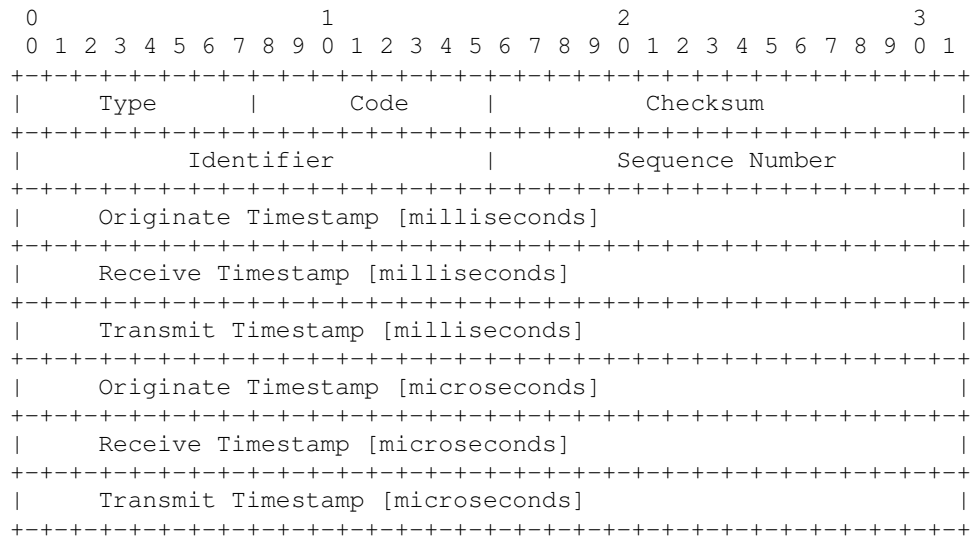 0                   1                   2                   3
 0 1 2 3 4 5 6 7 8 9 0 1 2 3 4 5 6 7 8 9 0 1 2 3 4 5 6 7 8 9 0 1
+-+-+-+-+-+-+-+-+-+-+-+-+-+-+-+-+-+-+-+-+-+-+-+-+-+-+-+-+-+-+-+-+
|     Type      |      Code     |          Checksum             |
+-+-+-+-+-+-+-+-+-+-+-+-+-+-+-+-+-+-+-+-+-+-+-+-+-+-+-+-+-+-+-+-+
|           Identifier          |        Sequence Number        |
+-+-+-+-+-+-+-+-+-+-+-+-+-+-+-+-+-+-+-+-+-+-+-+-+-+-+-+-+-+-+-+-+
|     Originate Timestamp [milliseconds]                        |
+-+-+-+-+-+-+-+-+-+-+-+-+-+-+-+-+-+-+-+-+-+-+-+-+-+-+-+-+-+-+-+-+
|     Receive Timestamp [milliseconds]                          |
+-+-+-+-+-+-+-+-+-+-+-+-+-+-+-+-+-+-+-+-+-+-+-+-+-+-+-+-+-+-+-+-+
|     Transmit Timestamp [milliseconds]                         |
+-+-+-+-+-+-+-+-+-+-+-+-+-+-+-+-+-+-+-+-+-+-+-+-+-+-+-+-+-+-+-+-+
|     Originate Timestamp [microseconds]                        |
+-+-+-+-+-+-+-+-+-+-+-+-+-+-+-+-+-+-+-+-+-+-+-+-+-+-+-+-+-+-+-+-+
|     Receive Timestamp [microseconds]                          |
+-+-+-+-+-+-+-+-+-+-+-+-+-+-+-+-+-+-+-+-+-+-+-+-+-+-+-+-+-+-+-+-+
|     Transmit Timestamp [microseconds]                         |
+-+-+-+-+-+-+-+-+-+-+-+-+-+-+-+-+-+-+-+-+-+-+-+-+-+-+-+-+-+-+-+-+